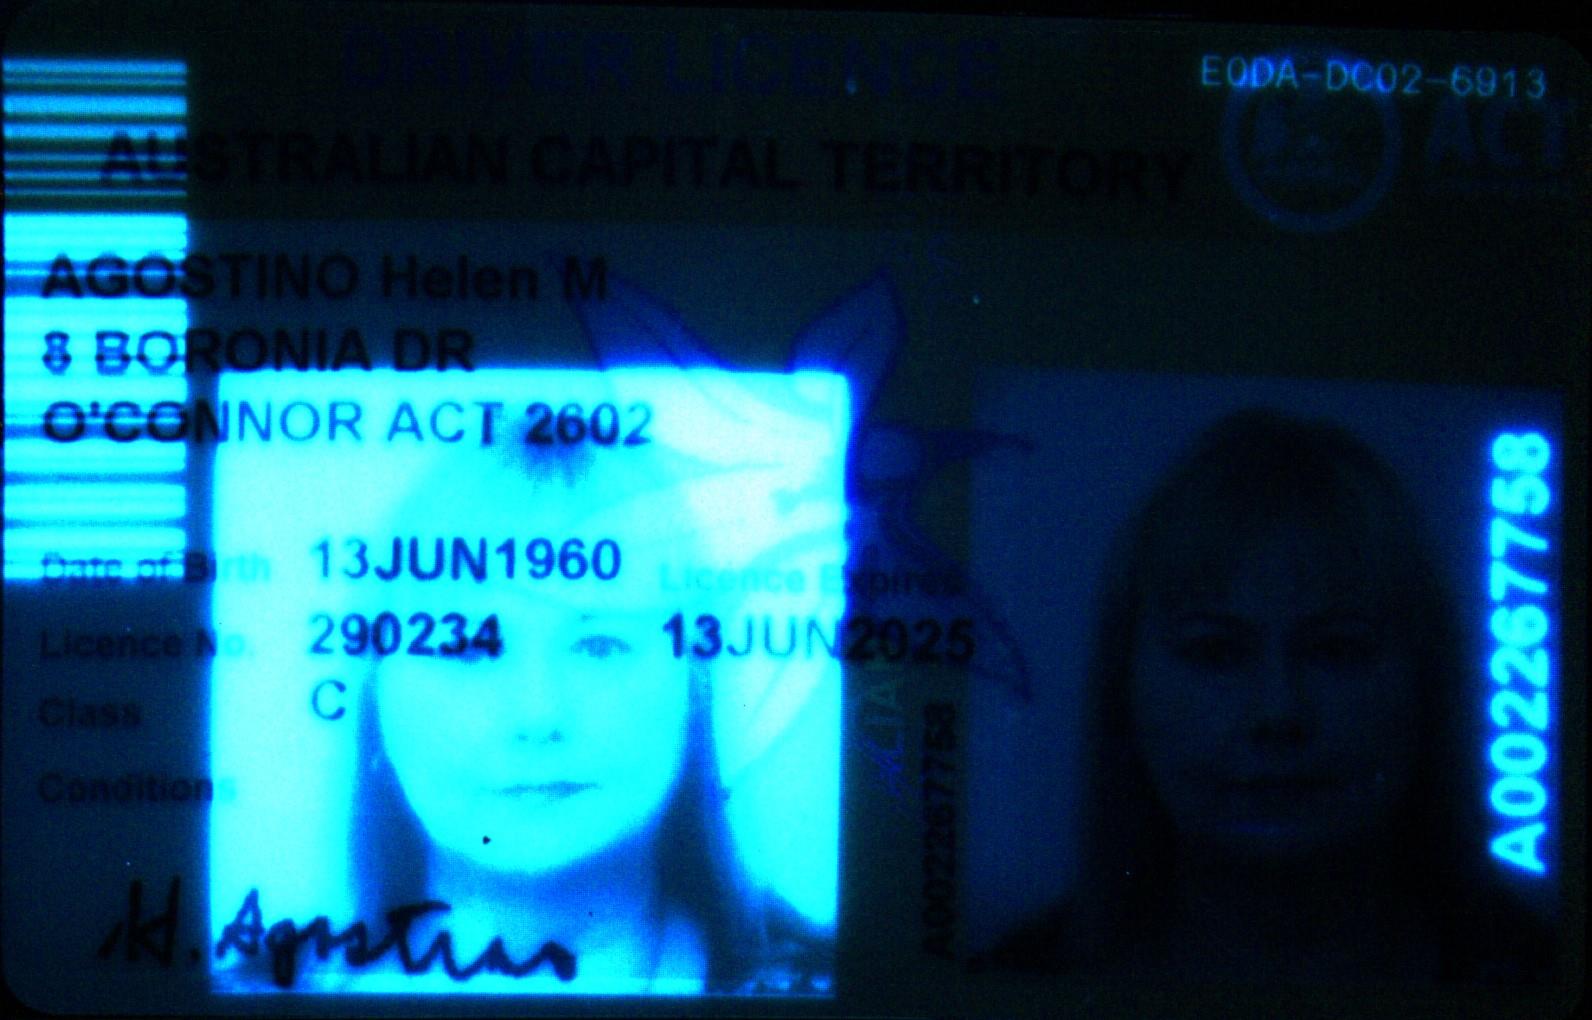 DRIVER LICENCE
E0DA-DC02-6913
AUSTRALIAN CAPITAL TERRITORY
ACT
AGOSTINO Helen M
8 BORONIA DR
O'CONNOR ACT 2602
Date of Birth 13JUN1960 Licence Expires
Licence No. 290234 13JUN2025
Class C
Conditions
H. Agostino
A002267758
A002267758